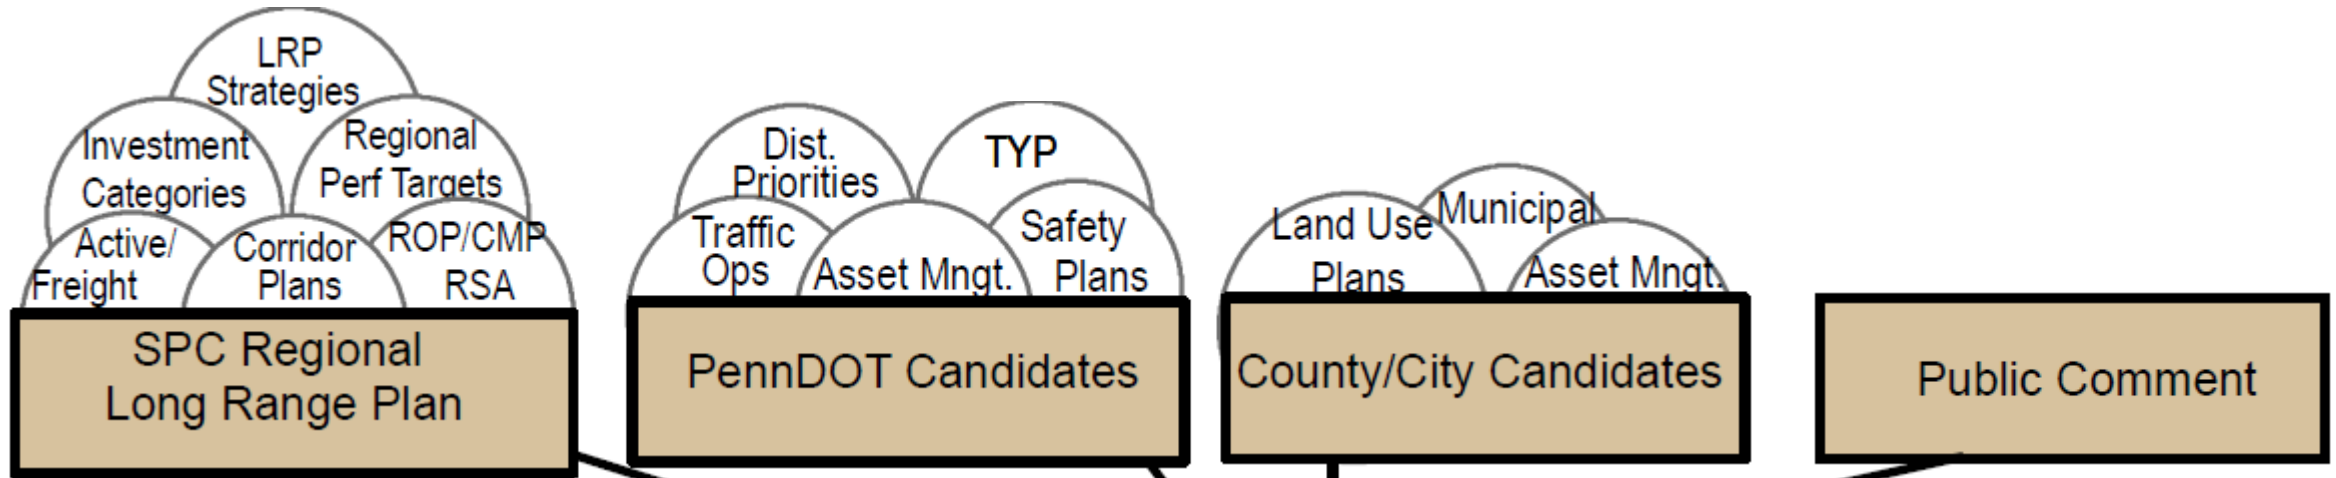 LRP
Strategies
Investment
Categories
Regional
Perf Targets
Active/
Freight
Corridor
Plans
ROP/CMP
RSA
SPC Regional
Long Range Plan
Dist.
Priorities
TYP
Traffic
Ops
Asset Mngt.
Safety
Plans
PennDOT Candidates
Land Use
Plans
Municipal
Asset Mngt.
County/City Candidates
Public Comment